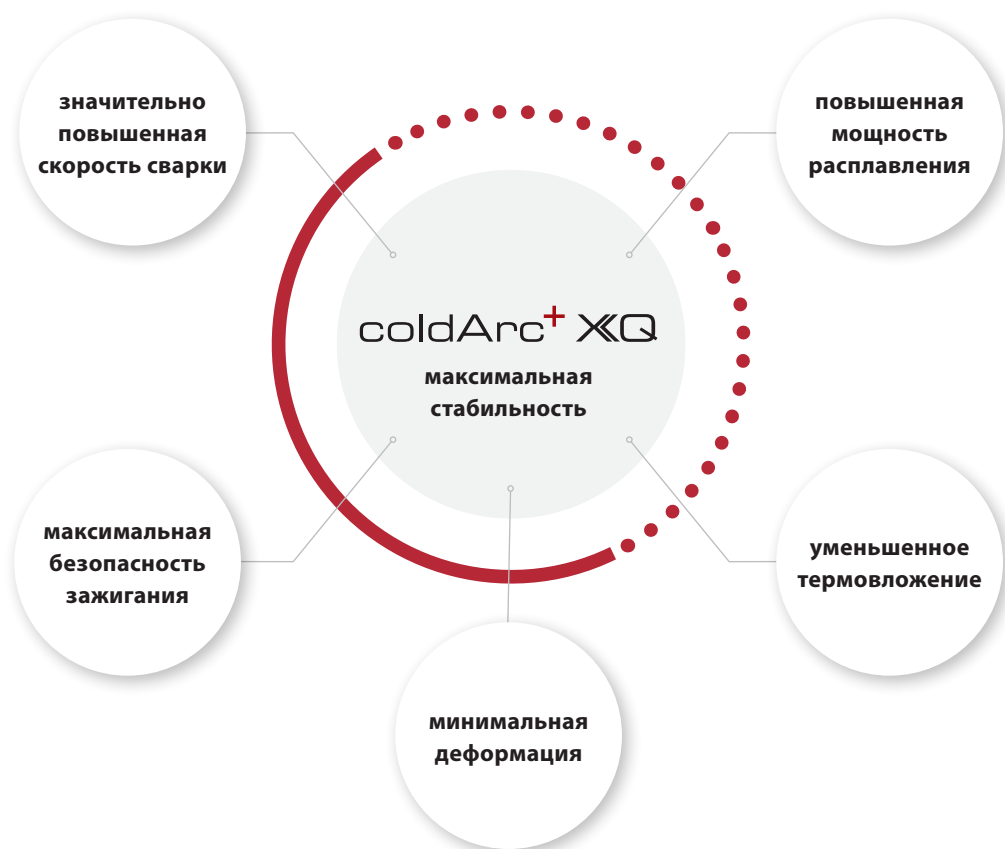 значительно
повышенная
скорость сварки
повышенная
мощность
расплавления
coldArc+ XQ
максимальная
стабильность
максимальная
безопасность
зажигания
уменьшенное
термовложение
минимальная
деформация